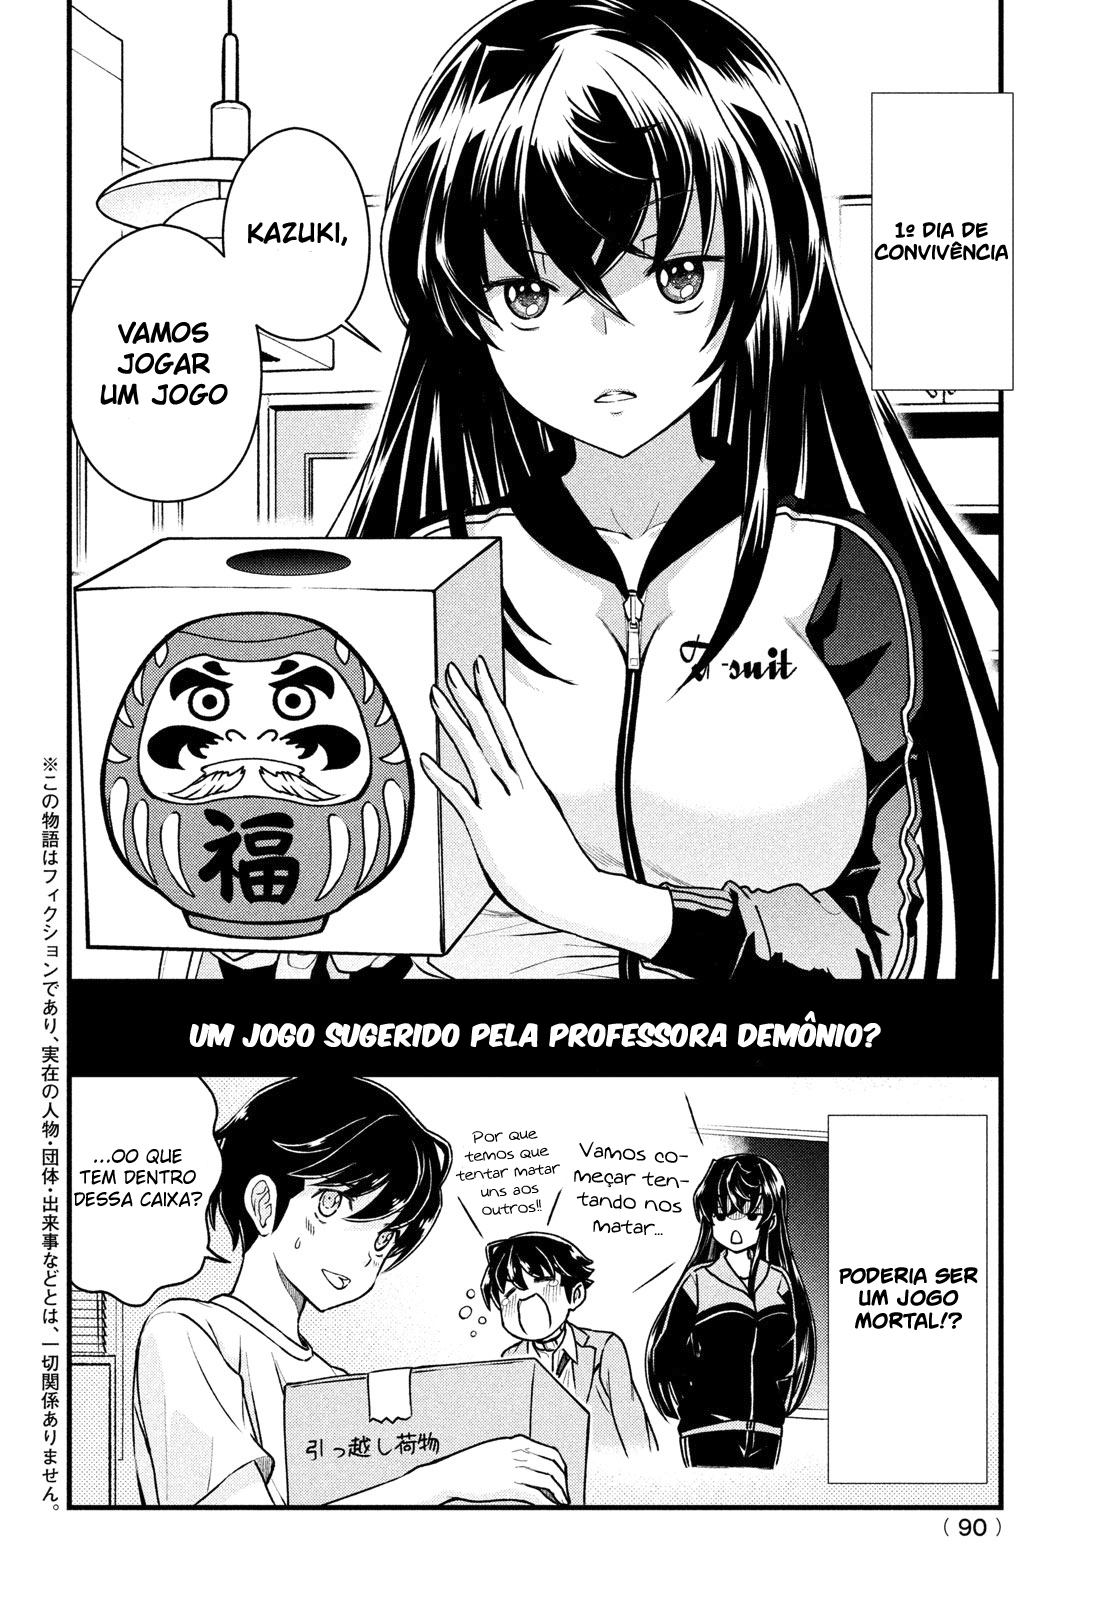 1º DIA DE
CONVIVÊNCIA
KAZUKI,
VAMOS
JOGAR
UM JOGO
-suit
福
UM JOGO SUGERIDO PELA PROFESSORA DEMÔNIO?
PODERIA SER
UM JOGO
MORTAL!?
Vamos co-
meçar ten-
tando nos
matar...
Por que
temos que
tentar matar
uns aos
outros!!
...OO QUE
TEM DENTRO
DESSA CAIXA?
引っ越し荷物
※この物語はフィクションであり、実在の人物・団体・出来事などとは、一切関係ありません。
(90)